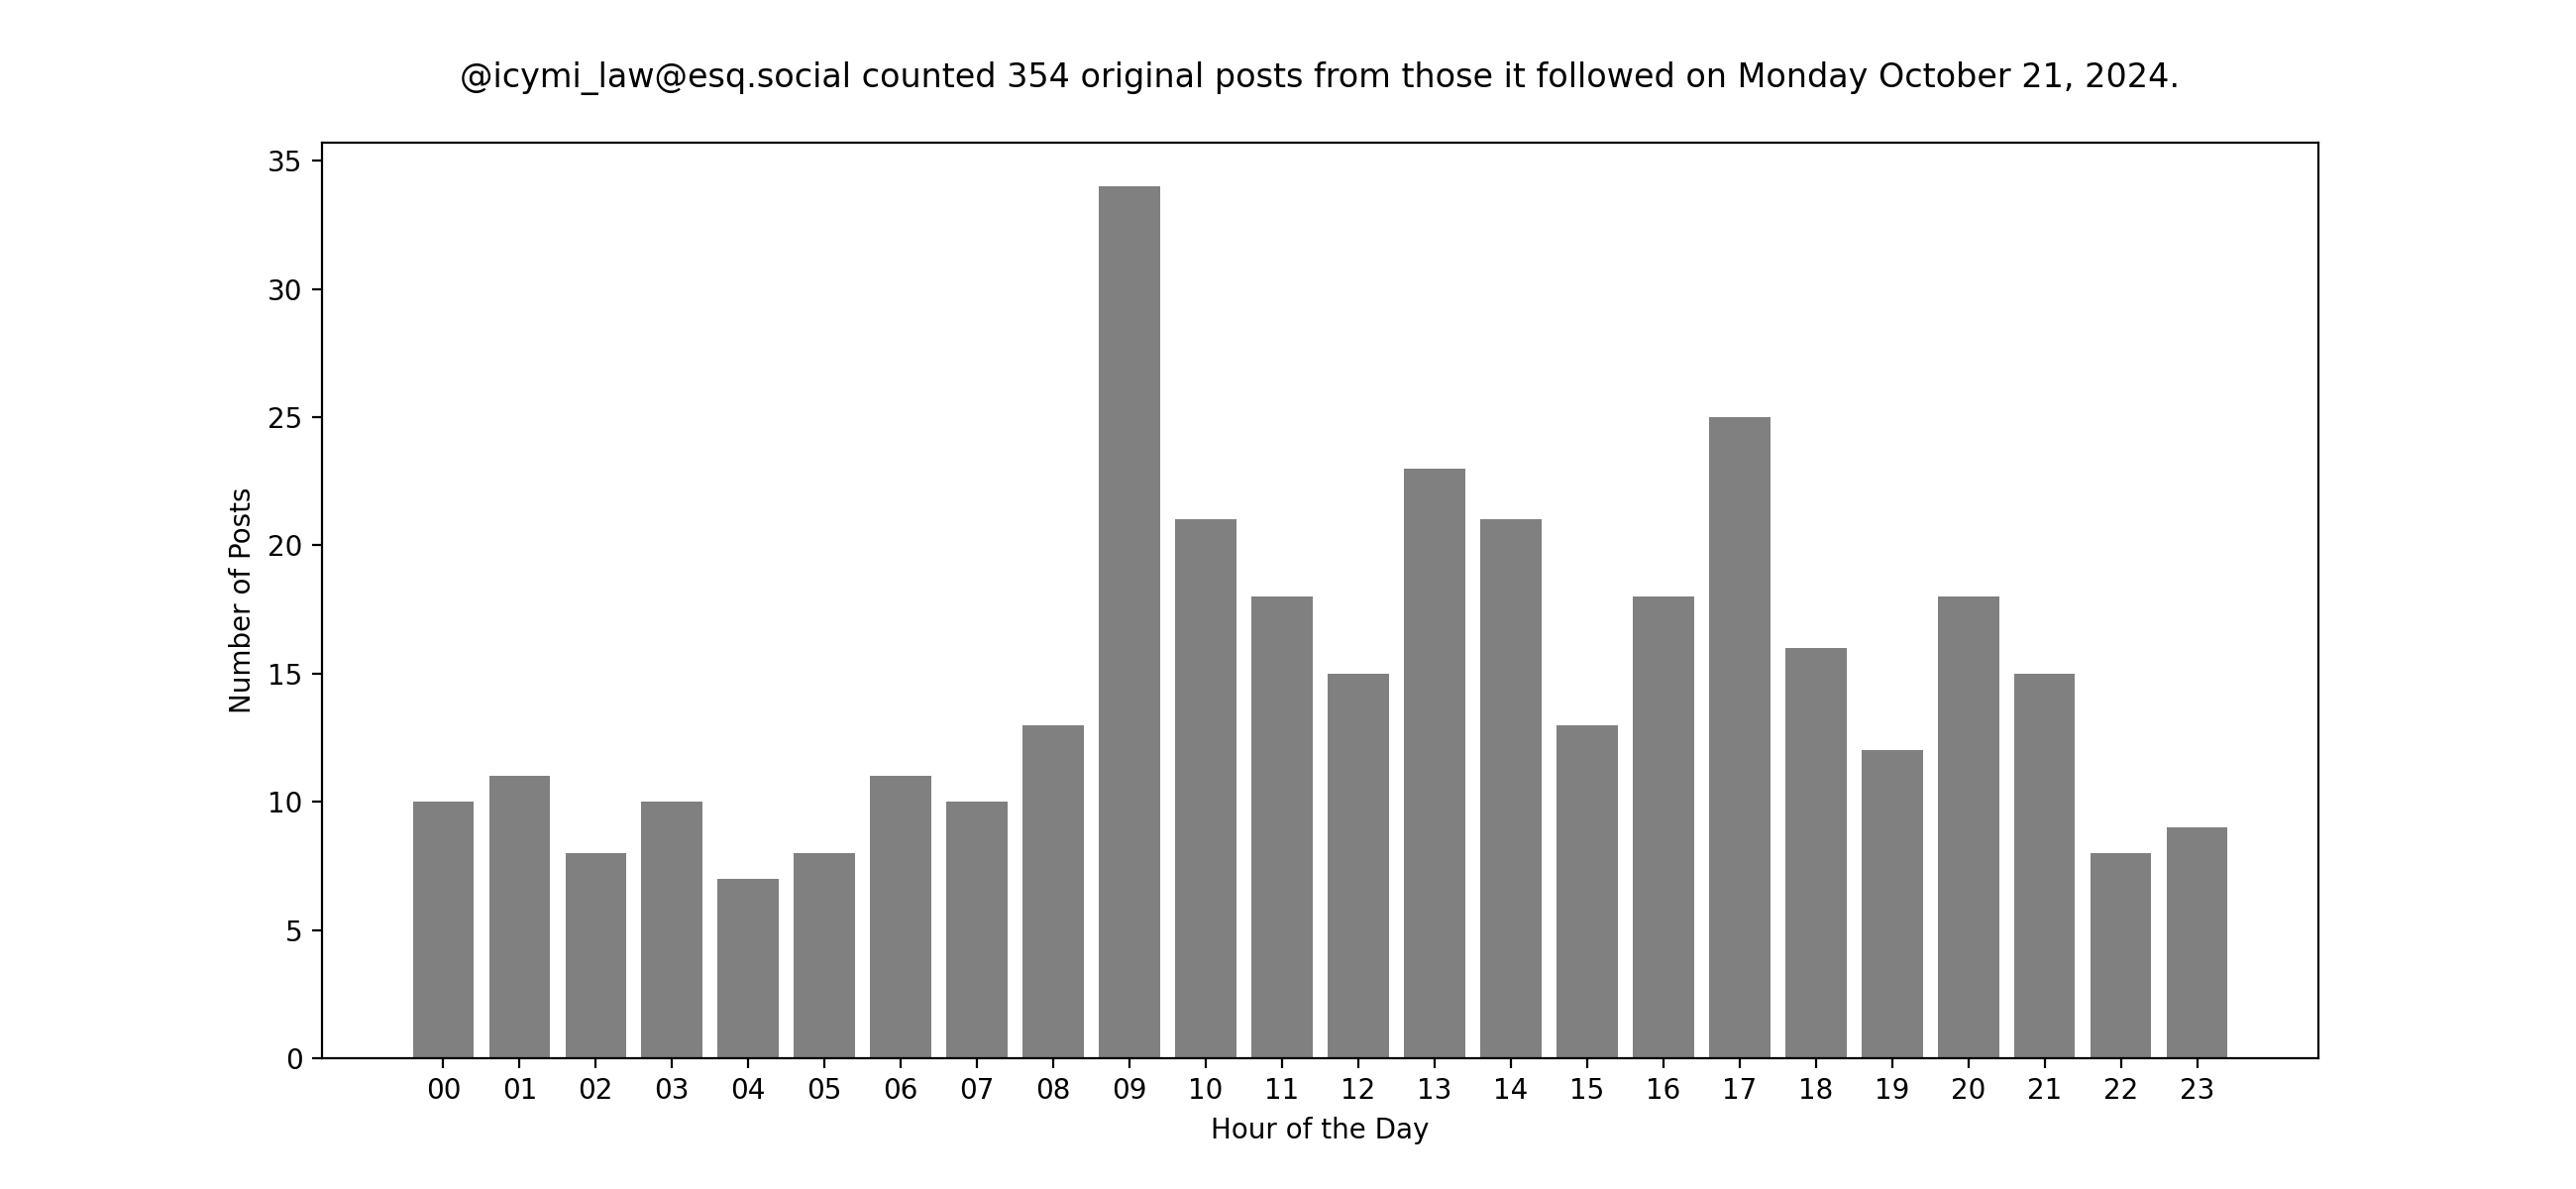 @icymi_law@esq.social counted 354 original posts from those it followed on Monday October 21, 2024.
35
30
25
20
15
10
5
0
Number of Posts
00 01 02 03 04 05 06 07 08 09 10 11 12 13 14 15 16 17 18 19 20 21 22 23
Hour of the Day